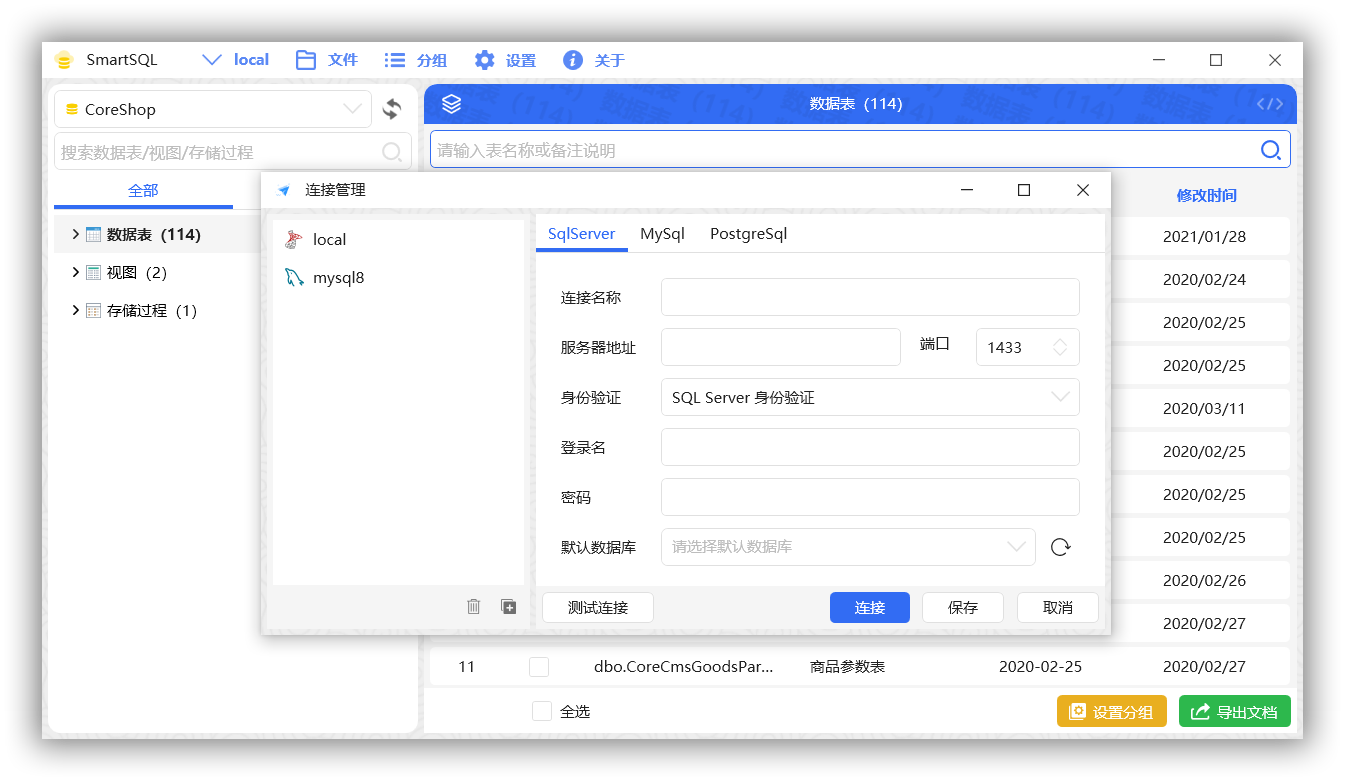 SmartSQL local 文件 分组 设置 关于
CoreShop
搜索数据表/视图/存储过程
全部
数据表 (114)
视图 (2)
存储过程 (1)
数据表 (114)
请输入表名称或备注说明
修改时间
2021/01/28
2020/02/24
2020/02/25
2020/02/25
2020/03/11
2020/02/25
2020/02/25
2020/02/25
2020/02/26
2020/02/27
11 dbo.CoreCmsGoodsPar... 商品参数表 2020-02-25 2020/02/27
全选 设置分组 导出文档
连接管理
local
mysql8
SqlServer MySql PostgreSql
连接名称
服务器地址 端口 1433
身份验证 SQL Server 身份验证
登录名
密码
默认数据库 请选择默认数据库
测试连接 连接 保存 取消